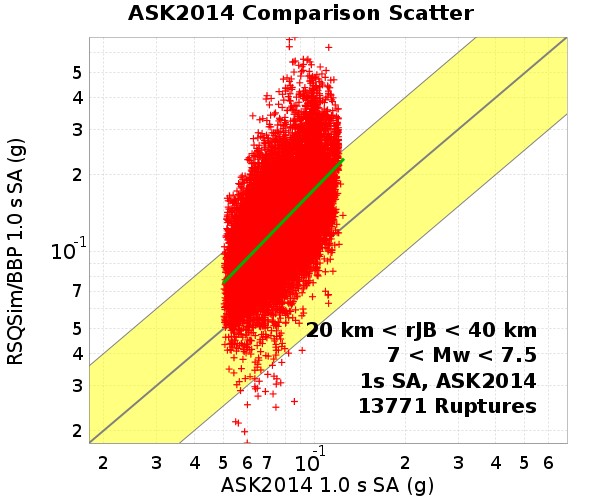 ASK2014 Comparison Scatter
RSQSim/BBP 1.0 s SA (g)
5
4
3
2
10-1
7
5
4
3
2
20 km < rJB < 40 km
7 < Mw < 7.5
1s SA, ASK2014
13771 Ruptures
2 3 4 5 6 7 10-1 2 3 4 5 6
ASK2014 1.0 s SA (g)